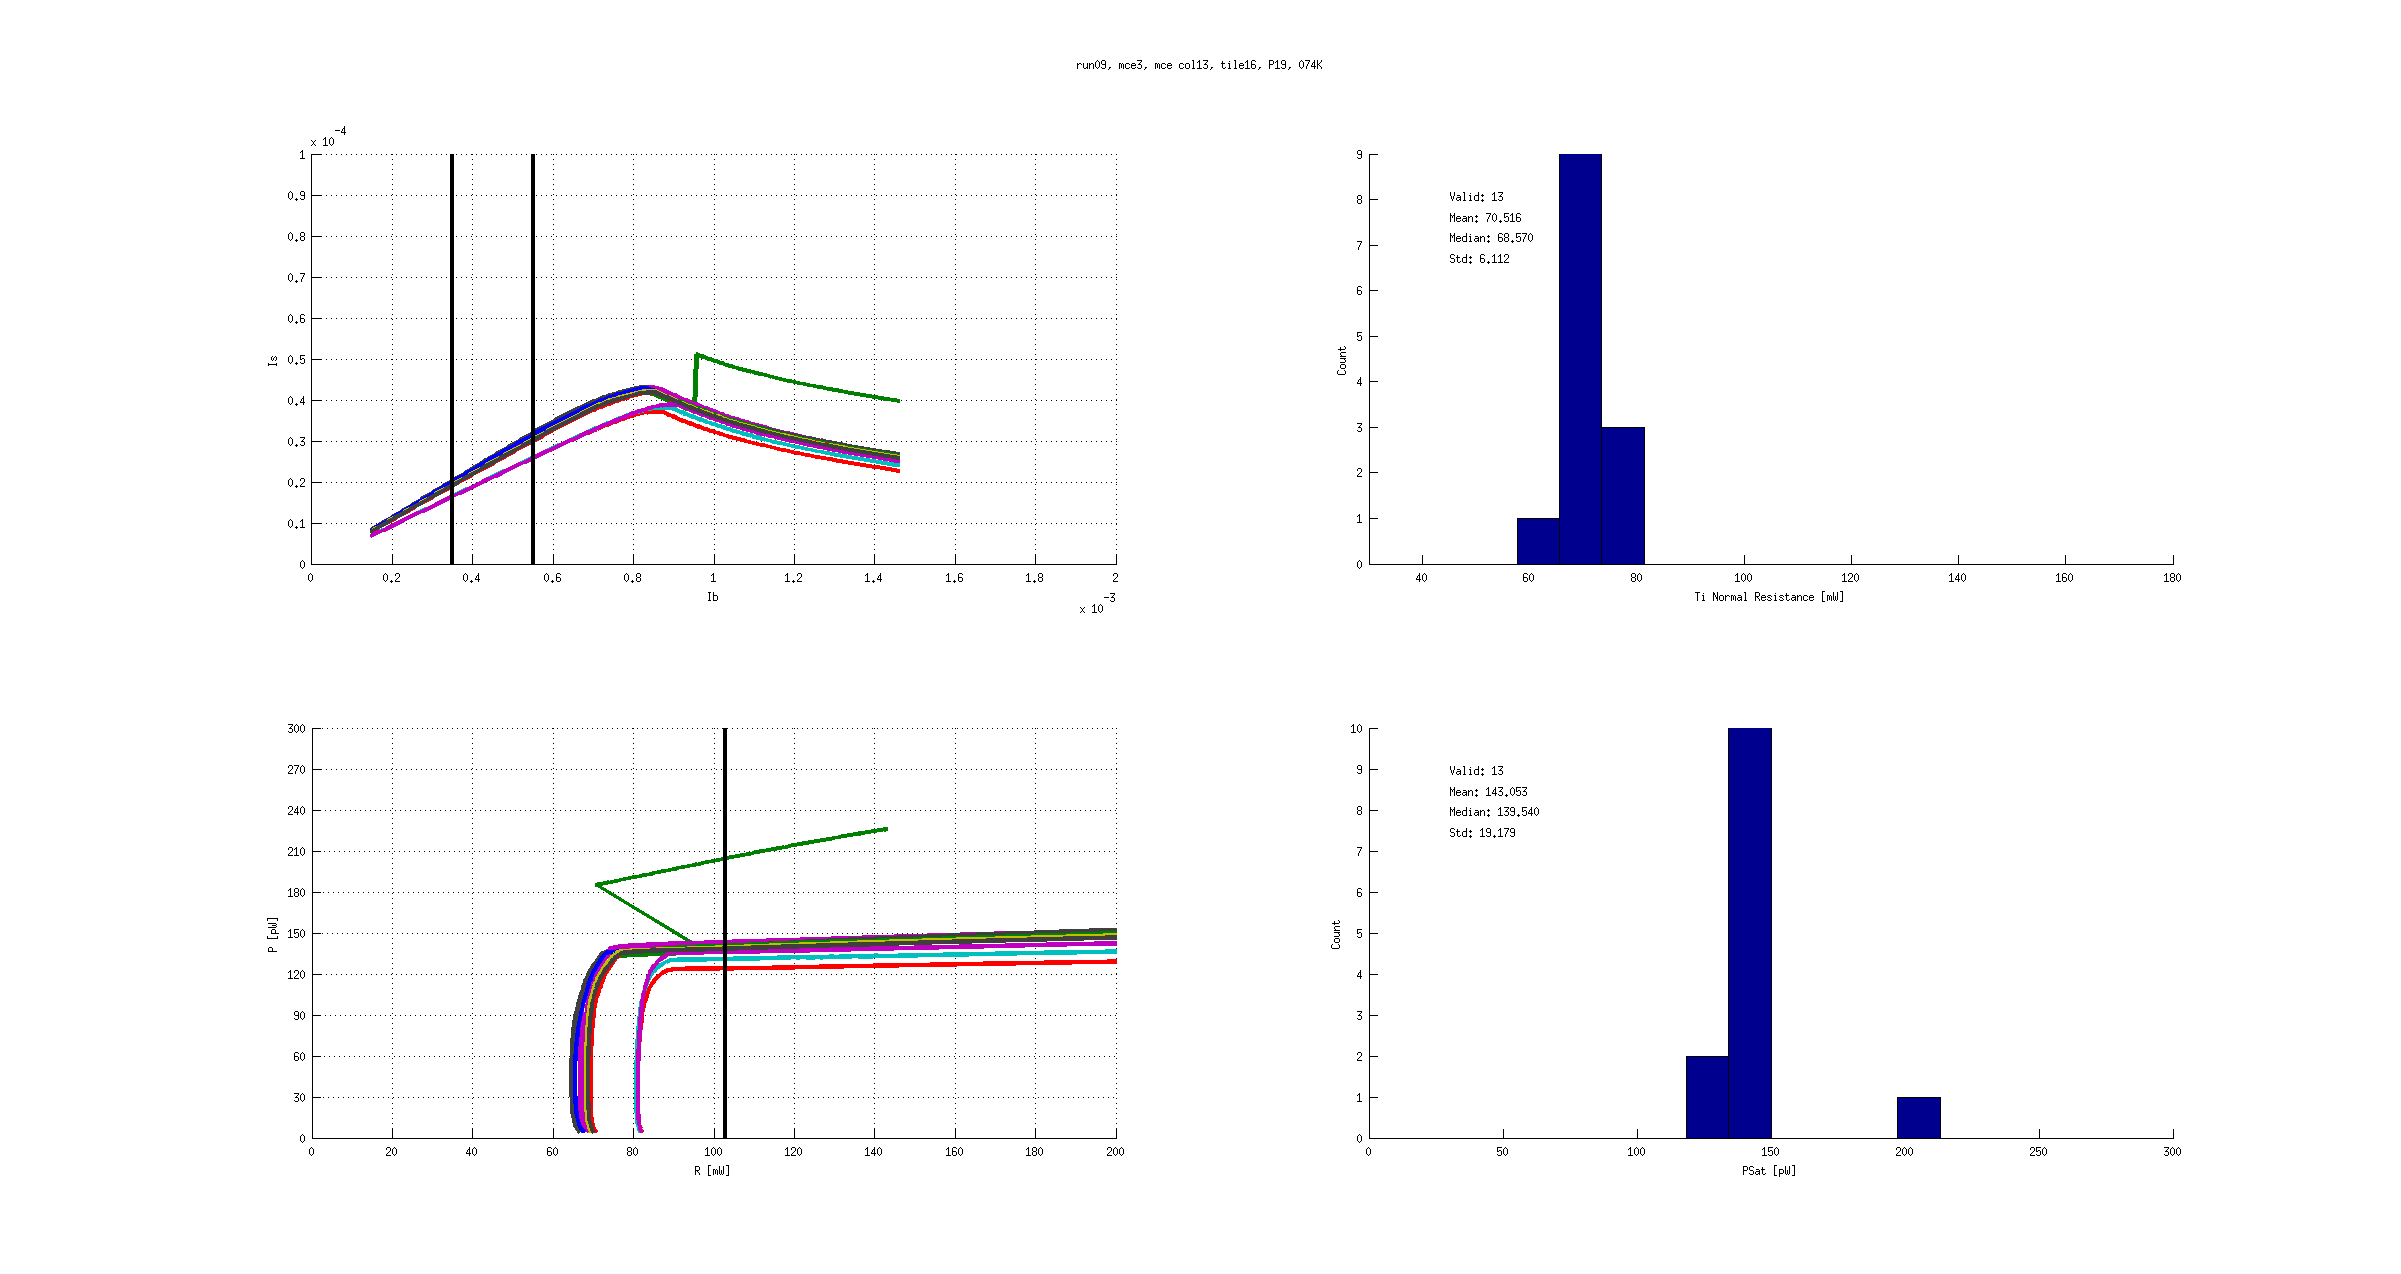 run09, mce3, mce col13, tile16, P19, 074K
x 10^-4
1
0.9
0.8
0.7
0.6
0.5
0.4
0.3
0.2
0.1
0
Is
0 0.2 0.4 0.6 0.8 1 1.2 1.4 1.6 1.8 2
Ib
x 10^-3
9
8
7
6
5
4
3
2
1
0
Count
Valid: 13
Mean: 70.516
Median: 68.570
Std: 6.112
40 60 80 100 120 140 160 180
Ti Normal Resistance [mW]
300
270
240
210
180
150
120
90
60
30
0
P [pW]
0 20 40 60 80 100 120 140 160 180 200
R [mW]
10
9
8
7
6
5
4
3
2
1
0
Count
Valid: 13
Mean: 143.053
Median: 139.540
Std: 19.179
0 50 100 150 200 250 300
PSat [pW]